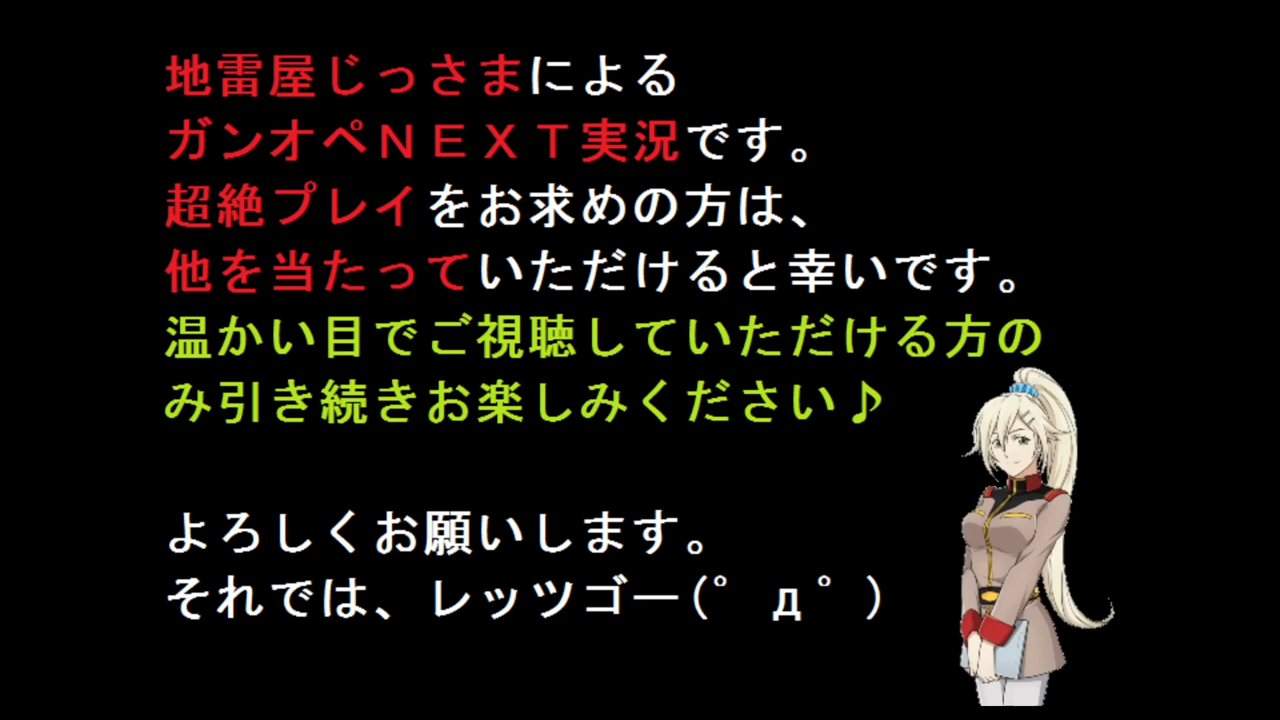 地雷屋じっさまによる
ガンオペＮＥＸＴ実況です。
超絶プレイをお求めの方は、
他を当たっていただけると幸いです。
温かい目でご視聴していただける方の
み引き続きお楽しみください♪
よろしくお願いします。
それでは、レッツゴー(゜д゜)